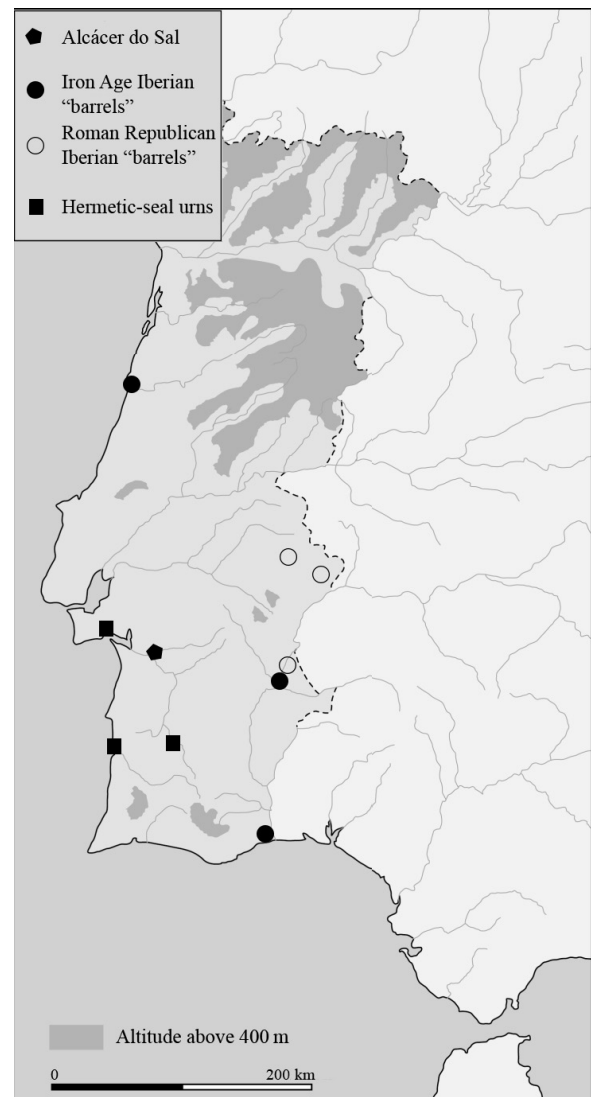 Alcácer do Sal
Iron Age Iberian
“barrels”
Roman Republican
Iberian “barrels”
Hermetic-seal urns
Altitude above 400 m
0 200 km